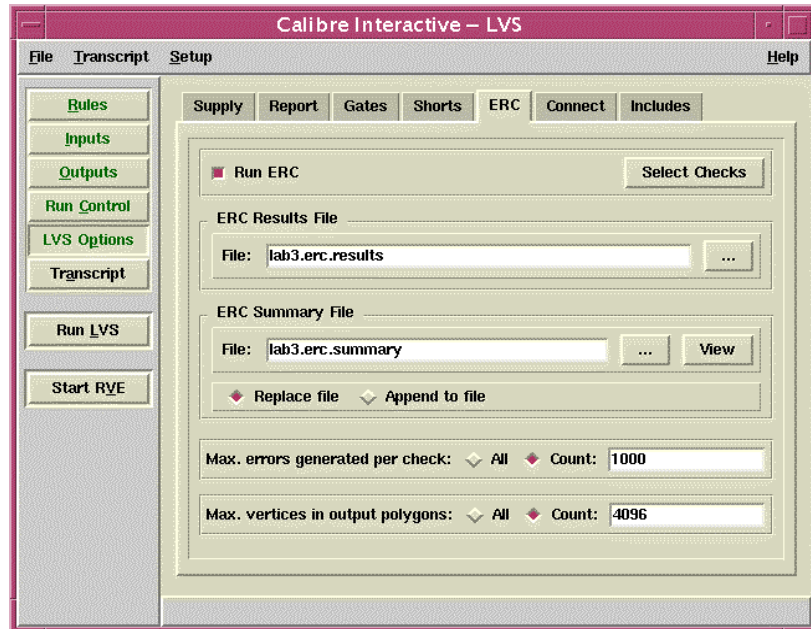 Calibre Interactive – LVS
File Transcript Setup Help
Rules
Inputs
Outputs
Run Control
LVS Options
Transcript
Run LVS
Start RVE
Supply Report Gates Shorts ERC Connect Includes
Run ERC Select Checks
ERC Results File
File: lab3.erc.results ...
ERC Summary File
File: lab3.erc.summary ... View
Replace file Append to file
Max. errors generated per check: All Count: 1000
Max. vertices in output polygons: All Count: 4096